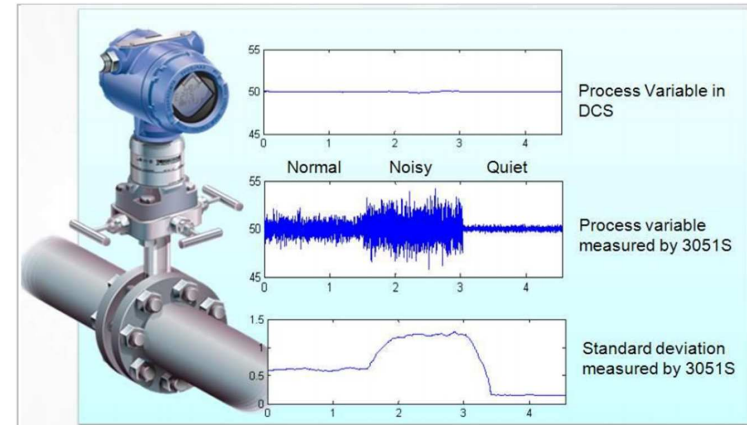 55
50
45
0 1 2 3 4
Process Variable in
DCS
Normal Noisy Quiet
55
50
45
0 1 2 3 4
Process variable
measured by 3051S
1.5
1
0.5
0
0 1 2 3 4
Standard deviation
measured by 3051S